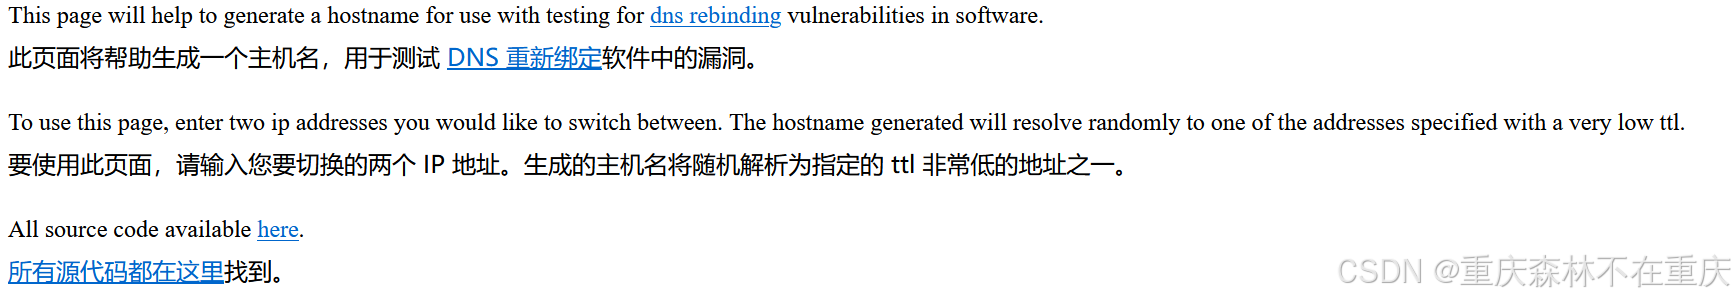 This page will help to generate a hostname for use with testing for dns rebinding vulnerabilities in software.
此页面将帮助生成一个主机名，用于测试 DNS 重新绑定软件中的漏洞。
To use this page, enter two ip addresses you would like to switch between. The hostname generated will resolve randomly to one of the addresses specified with a very low ttl.
要使用此页面，请输入您要切换的两个 IP 地址。生成的主机名将随机解析为指定的 ttl 非常低的地址之一。
All source code available here.
所有源代码都在这里找到。
CSDN @重庆森林不在重庆